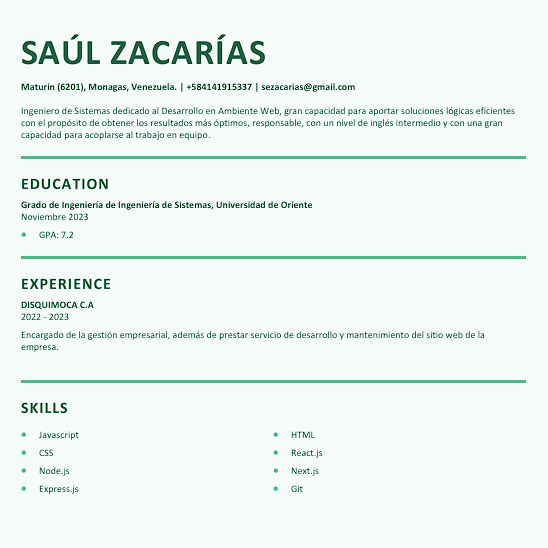 SAÚL ZACARÍAS
Maturín (6201), Monagas, Venezuela. | +584141915337 | sezacarias@gmail.com
Ingeniero de Sistemas dedicado al Desarrollo en Ambiente Web, gran capacidad para aportar soluciones lógicas eficientes
con el propósito de obtener los resultados más óptimos, responsable, con un nivel de inglés intermedio y con una gran
capacidad para acoplarse al trabajo en equipo.
EDUCATION
Grado de Ingeniería de Ingeniería de Sistemas, Universidad de Oriente
Noviembre 2023
GPA: 7.2
EXPERIENCE
DISQUIMOCA C.A
2022 - 2023
Encargado de la gestión empresarial, además de prestar servicio de desarrollo y mantenimiento del sitio web de la
empresa.
SKILLS
Javascript
CSS
Node.js
Express.js
HTML
React.js
Next.js
Git